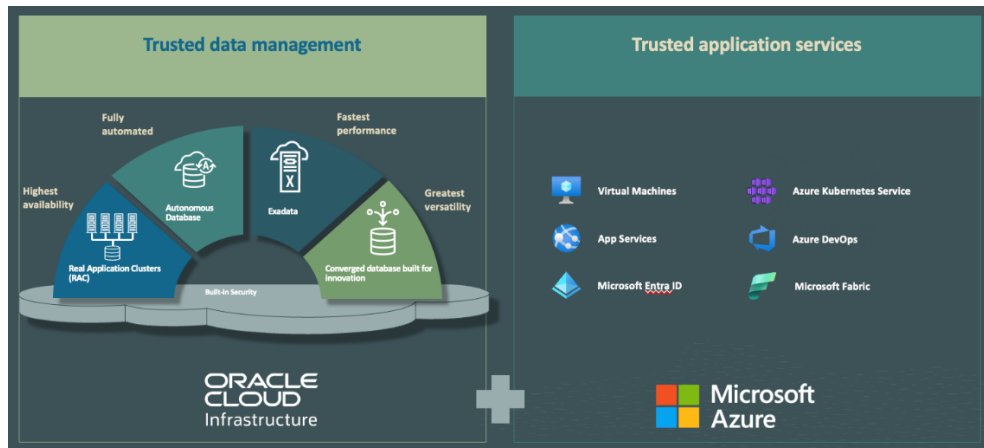 Trusted data management
Trusted application services
Fully
automated
Fastest
performance
Highest
availability
Greatest
versatility
A
Autonomous
Database
X
Exadata
Real Application Clusters
(RAC)
Converged database built for
innovation
Built-in Security
Virtual Machines
Azure Kubernetes Service
App Services
Azure DevOps
Microsoft Entra ID
Microsoft Fabric
ORACLE
CLOUD
Infrastructure
Microsoft
Azure